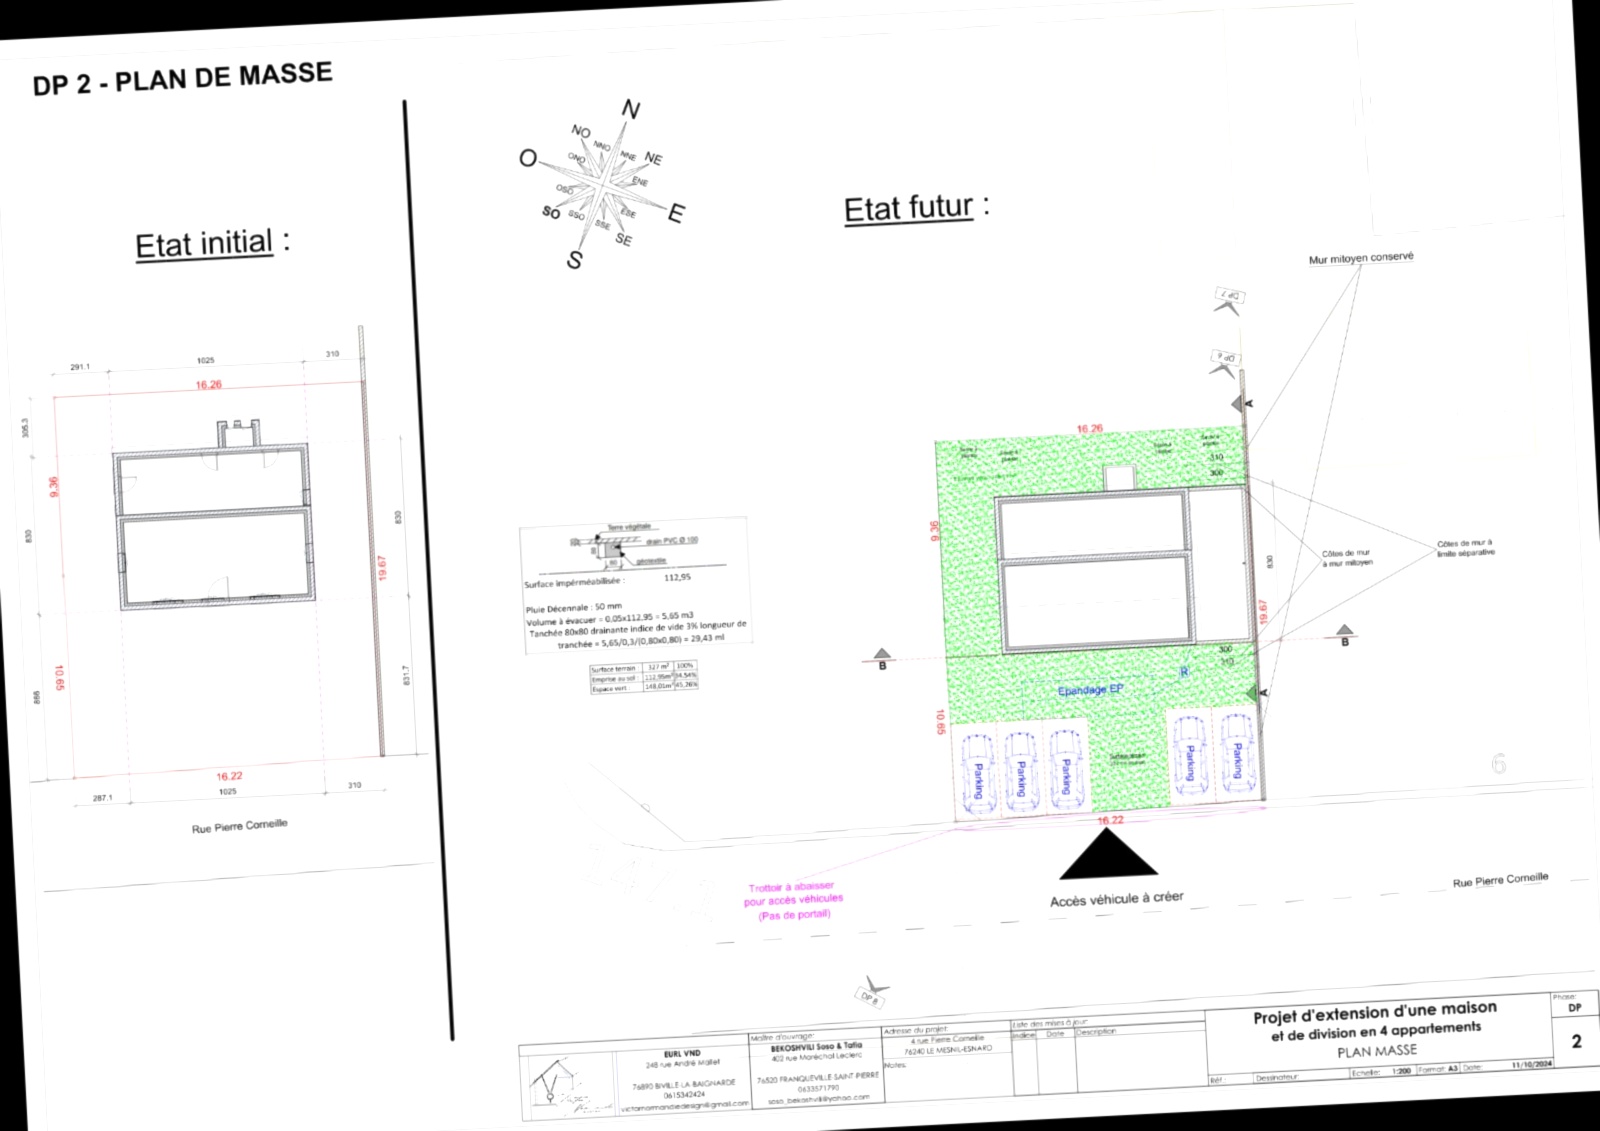 DP 2 - PLAN DE MASSE
Etat initial :
291.1
1025
310
16.26
305.3
9.36
830
830
19.67
10.65
886
831.7
16.22
287.1
1025
310
Rue Pierre Corneille
N
NO
NNO
NNE
NE
O
ONO
ENE
OSO
E
SO
SSO
SSE
ESE
SE
S
Etat futur :
Mur mitoyen conservé
DP 7
DP 6
A
16.26
310
300
9.36
830
Côtes de mur
à mur mitoyen
Côtes de mur à
limite séparative
19.67
B
B
300
310
R
Epandage EP
A
10.65
Parking
Parking
Parking
Parking
Parking
16.22
6
Terre végétale
drain PVC Ø 100
géotextile
80
80
Surface impérméabilisée :
112,95
Pluie Décennale : 50 mm
Volume à évacuer = 0,05x112.95 = 5,65 m3
Tanchée 80x80 drainante indice de vide 3% longueur de
tranchée = 5,65/0,3/(0,80x0,80) = 29,43 ml
Surface terrain : 327 m² 100%
Emprise au sol : 112,95m² 34,54%
Espace vert : 148,01m² 45,26%
Trottoir à abaisser
pour accès véhicules
(Pas de portail)
Accès véhicule à créer
Rue Pierre Corneille
DP 8
EURL VND
248 rue André Mallet
76890 BIVILLE-LA-BAIGNARDE
0615342424
victornormandiedesign@gmail.com
Maître d'ouvrage:
BEKOSHVILI Soso & Tatia
402 rue Maréchal Leclerc
76520 FRANQUEVILLE SAINT PIERRE
0633571790
soso_bekoshvili@yahoo.com
Adresse du projet:
4 rue Pierre Corneille
76240 LE MESNIL-ESNARD
Notes:
Liste des mises à jour:
Indice Date Description
Projet d'extension d'une maison
et de division en 4 appartements
PLAN MASSE
Réf : Dessinateur: Echelle: 1:200 Format: A3 Date: 11/10/2024
Phase:
DP
2